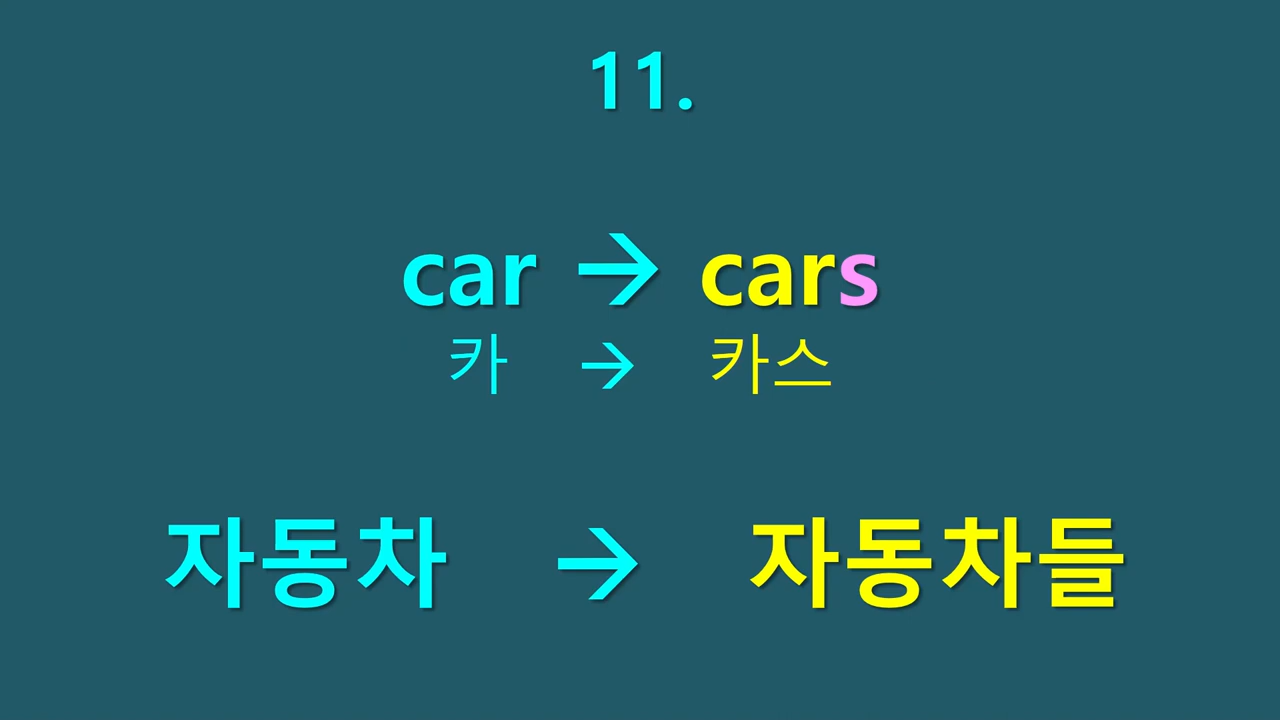 11.
car → cars
카 → 카스
자동차 → 자동차들